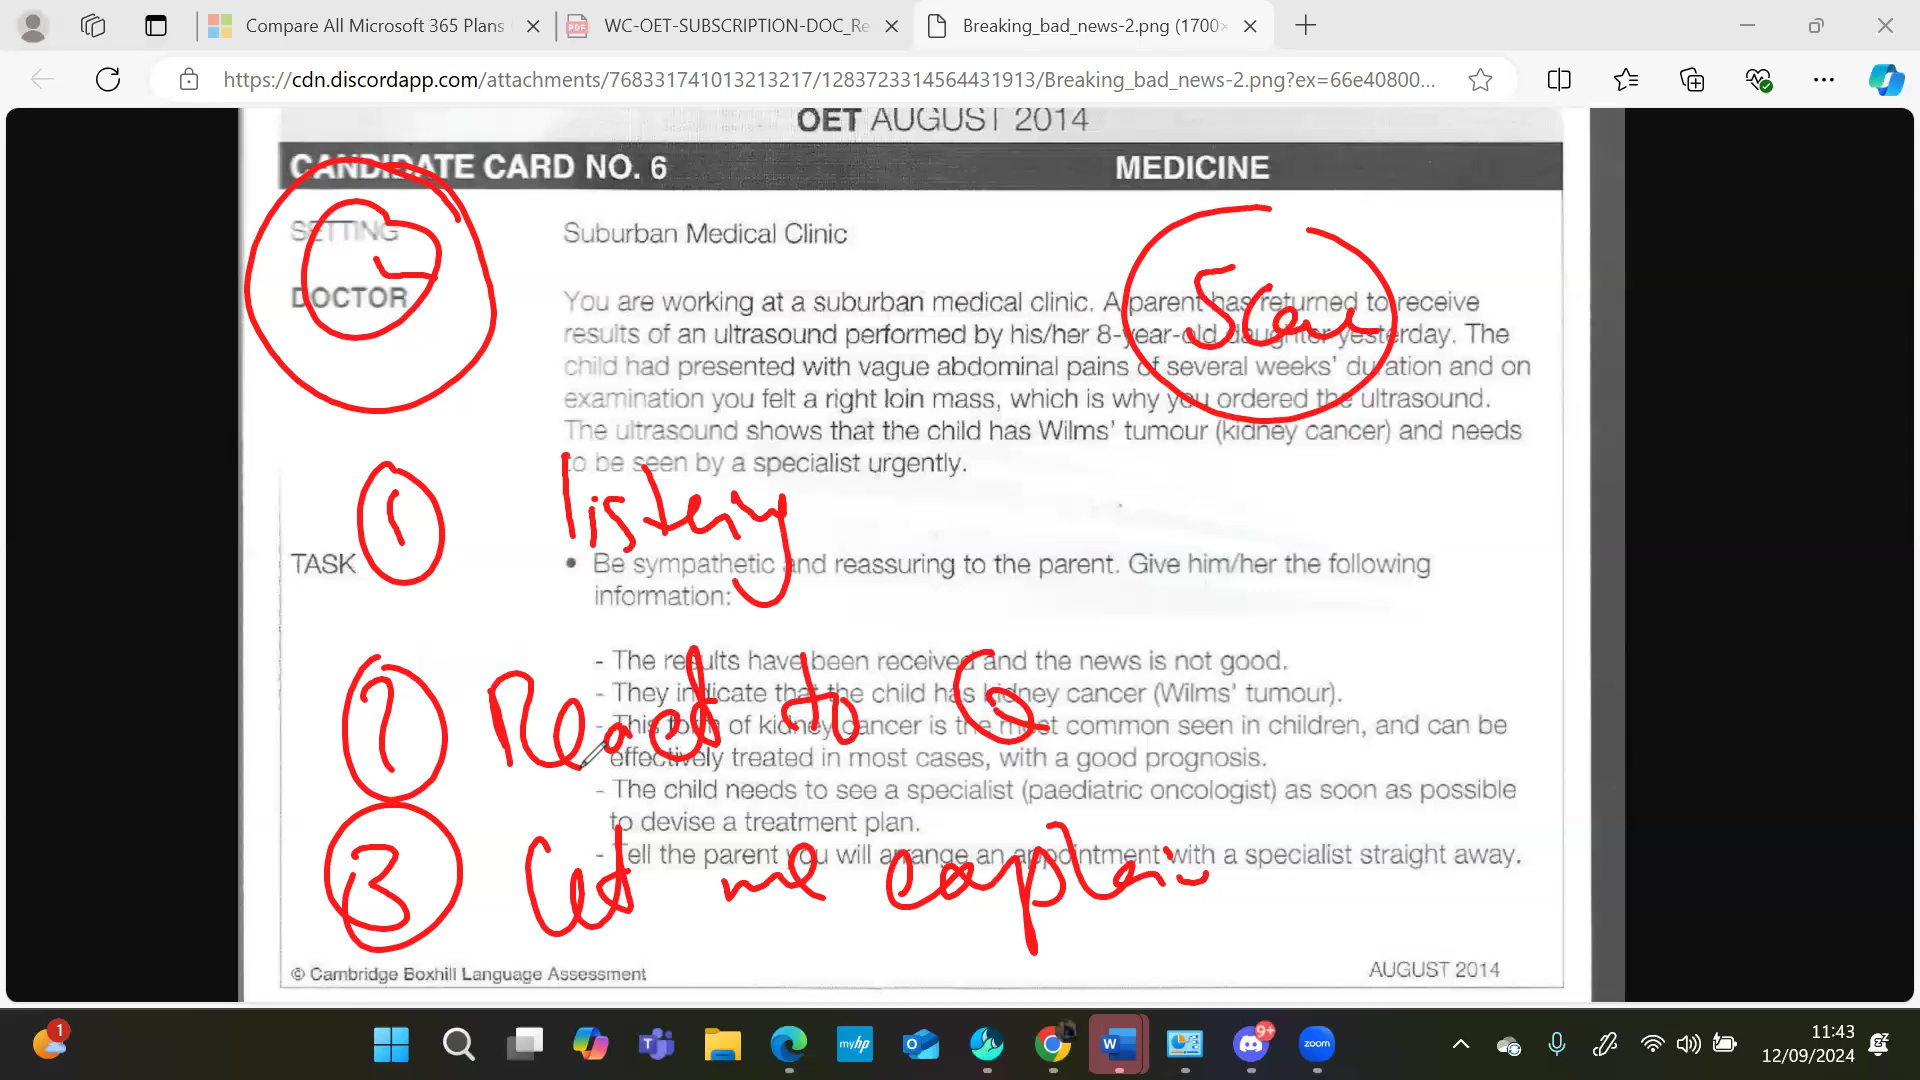 Compare All Microsoft 365 Plans
WC-OET-SUBSCRIPTION-DOC_Re
Breaking_bad_news-2.png (1700×
https://cdn.discordapp.com/attachments/768331741013213217/1283723314564431913/Breaking_bad_news-2.png?ex=66e40800...
OET AUGUST 2014
CANDIDATE CARD NO. 6 MEDICINE
SETTING Suburban Medical Clinic
DOCTOR You are working at a suburban medical clinic. A parent has returned to receive
results of an ultrasound performed by his/her 8-year-old daughter yesterday. The
child had presented with vague abdominal pains of several weeks' duration and on
examination you felt a right loin mass, which is why you ordered the ultrasound.
The ultrasound shows that the child has Wilms' tumour (kidney cancer) and needs
to be seen by a specialist urgently.
1 listeny
TASK • Be sympathetic and reassuring to the parent. Give him/her the following
information:
- The results have been received and the news is not good.
- They indicate that the child has kidney cancer (Wilms' tumour).
2 React to Q
- This form of kidney cancer is the most common seen in children, and can be
effectively treated in most cases, with a good prognosis.
- The child needs to see a specialist (paediatric oncologist) as soon as possible
to devise a treatment plan.
- Tell the parent you will arrange an appointment with a specialist straight away.
3 Let me explain
© Cambridge Boxhill Language Assessment AUGUST 2014
1
myhp
W
9+
zoom
11:43
12/09/2024